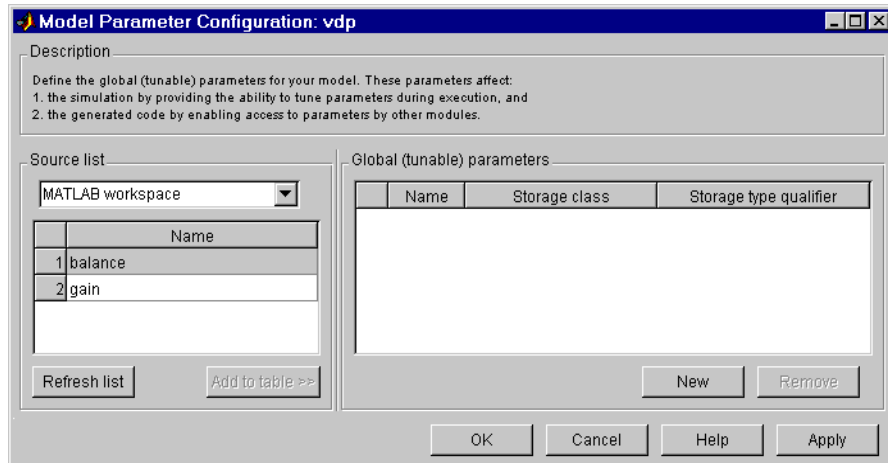 Model Parameter Configuration: vdp
Description
Define the global (tunable) parameters for your model. These parameters affect:
1. the simulation by providing the ability to tune parameters during execution, and
2. the generated code by enabling access to parameters by other modules.
Source list
MATLAB workspace
Name
1 balance
2 gain
Refresh list
Add to table >>
Global (tunable) parameters
Name Storage class Storage type qualifier
New Remove
OK Cancel Help Apply